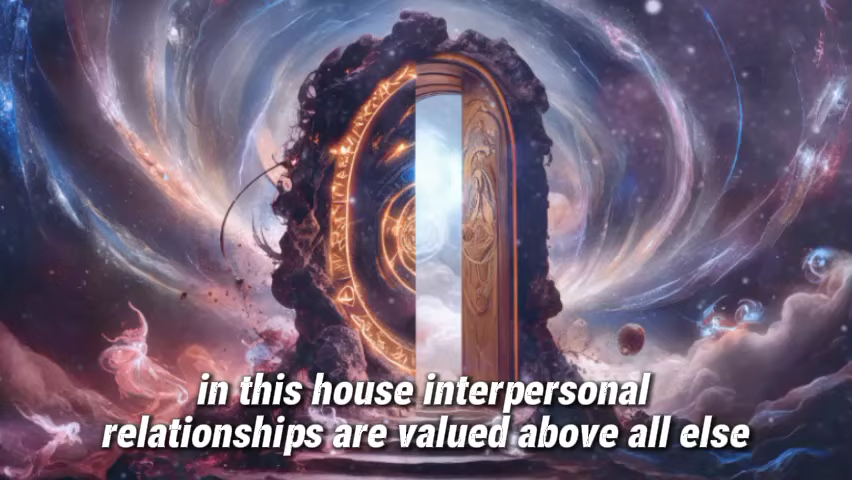 in this house interpersonal
relationships are valued above all else